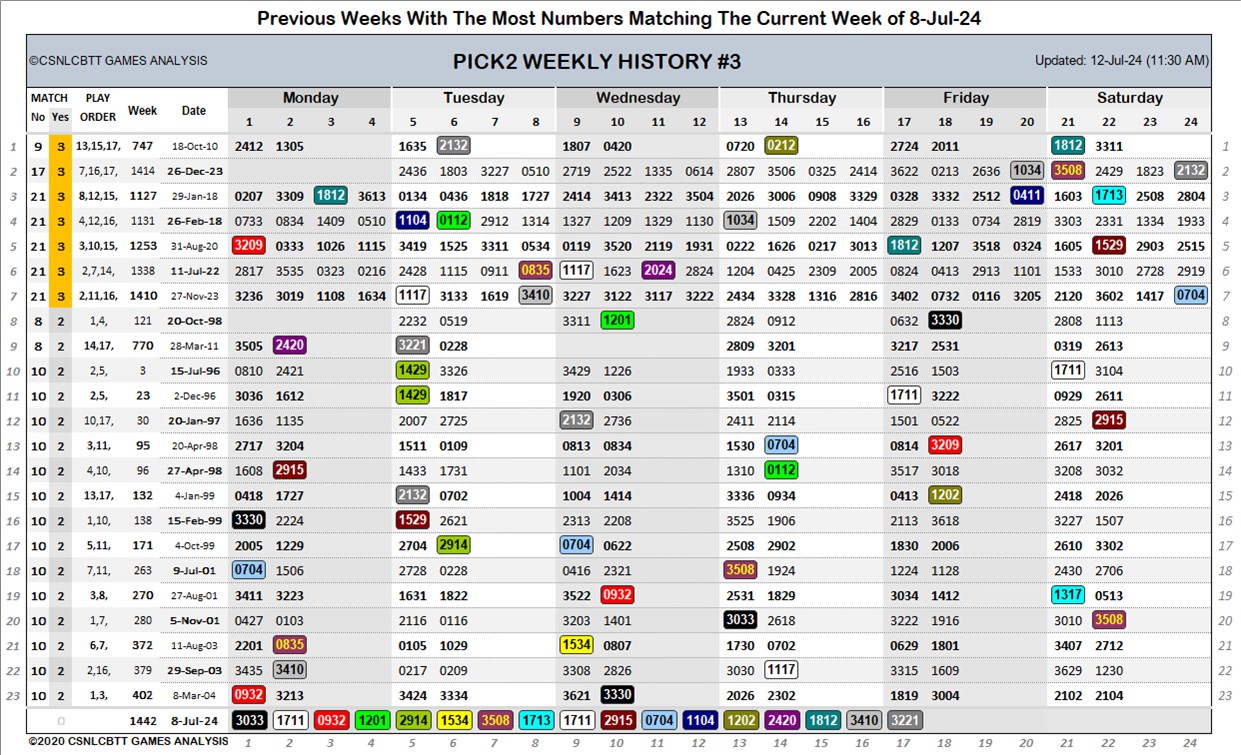 Previous Weeks With The Most Numbers Matching The Current Week of 8-Jul-24
©CSNLCBTT GAMES ANALYSIS PICK2 WEEKLY HISTORY #3 Updated: 12-Jul-24 (11:30 AM)
MATCH PLAY Week Date Monday Tuesday Wednesday Thursday Friday Saturday
No Yes ORDER 1 2 3 4 5 6 7 8 9 10 11 12 13 14 15 16 17 18 19 20 21 22 23 24
1 9 3 13,15,17, 747 18-Oct-10 2412 1305 1635 2132 1807 0420 0720 0212 2724 2011 1812 3311 1
2 17 3 7,16,17, 1414 26-Dec-23 2436 1803 3227 0510 2719 2522 1335 0614 2807 3506 0325 2414 3622 0213 2636 1034 3508 2429 1823 2132 2
3 21 3 8,12,15, 1127 29-Jan-18 0207 3309 1812 3613 0134 0436 1818 1727 1424 3413 2322 3504 2026 3006 0908 3329 0328 3332 2512 0411 1603 1713 2508 2804 3
4 21 3 4,12,16, 1131 26-Feb-18 0733 0834 1409 0510 1104 0112 2912 1314 1327 1209 1329 1130 1034 1509 2202 1404 0129 0133 0734 2819 3303 2331 1334 1933 4
5 21 3 3,10,15, 1253 31-Aug-20 3209 0333 1026 1115 3419 1525 3311 0534 0119 3520 2119 1931 0222 1626 0217 3013 1812 1207 3518 0324 1605 1529 2903 2515 5
6 21 3 2,7,14, 1338 11-Jul-22 2817 3535 0323 0216 2428 1115 0911 0835 1117 1623 2024 2824 1204 0425 2309 2005 0824 0413 2913 1101 1533 3010 2728 2919 6
7 21 3 2,11,16, 1410 27-Nov-23 3236 3019 1108 1634 1117 3133 1619 3410 3227 3122 3117 3222 2434 3328 1316 2816 3402 0732 0116 3205 2120 3602 1417 0704 7
8 8 2 1,4, 121 20-Oct-98 2232 0519 3311 1201 2824 0912 0632 3330 2808 1113 8
9 8 2 14,17, 770 28-Mar-11 3505 2420 3221 0228 2809 3201 3217 2531 0319 2613 9
10 10 2 2,5, 3 15-Jul-96 0810 2421 1429 3326 3429 1226 1933 0333 2516 1503 1711 3104 10
11 10 2 2,5, 23 2-Dec-96 3036 1612 1429 1817 1920 0306 3501 0315 1711 3222 0929 2611 11
12 10 2 10,17, 30 20-Jan-97 1636 1135 2007 2725 2132 2736 2411 2114 1501 0522 2825 2915 12
13 10 2 3,11, 95 20-Apr-98 2717 3204 1511 0109 0813 0834 1530 0704 0814 3209 2617 3201 13
14 10 2 4,10, 96 27-Apr-98 1608 2915 1433 1731 1101 2034 1310 0112 3517 3018 3208 3032 14
15 10 2 13,17, 132 4-Jan-99 0418 1727 2132 0702 1004 1414 3336 0934 0413 1202 2418 2026 15
16 10 2 1,10, 138 15-Feb-99 3330 2224 1529 2621 2313 2208 3525 1906 2113 3618 3227 1507 16
17 10 2 5,11, 171 4-Oct-99 2005 1229 2704 2914 0704 0622 2508 2902 1830 2006 2610 3302 17
18 10 2 7,11, 263 9-Jul-01 0704 1506 2728 0228 0416 2321 3508 1924 1224 1128 2430 2706 18
19 10 2 3,8, 270 27-Aug-01 3411 3223 1631 1822 3522 0932 2531 1829 3034 1412 1317 0513 19
20 10 2 1,7, 280 5-Nov-01 0427 0103 2116 0116 3203 1401 3033 2618 3222 1916 3010 3508 20
21 10 2 6,7, 372 11-Aug-03 2201 0835 0105 1029 1534 0807 1730 0702 0629 1801 3407 2712 21
22 10 2 2,16, 379 29-Sep-03 3435 3410 0217 0209 3308 2826 3030 1117 3315 1609 3629 1230 22
23 10 2 1,3, 402 8-Mar-04 0932 3213 3424 3334 3621 3330 2026 2302 1819 3004 2102 2104 23
0 1442 8-Jul-24 3033 1711 0932 1201 2914 1534 3508 1713 1711 2915 0704 1104 1202 2420 1812 3410 3221
©2020 CSNLCBTT GAMES ANALYSIS 1 2 3 4 5 6 7 8 9 10 11 12 13 14 15 16 17 18 19 20 21 22 23 24